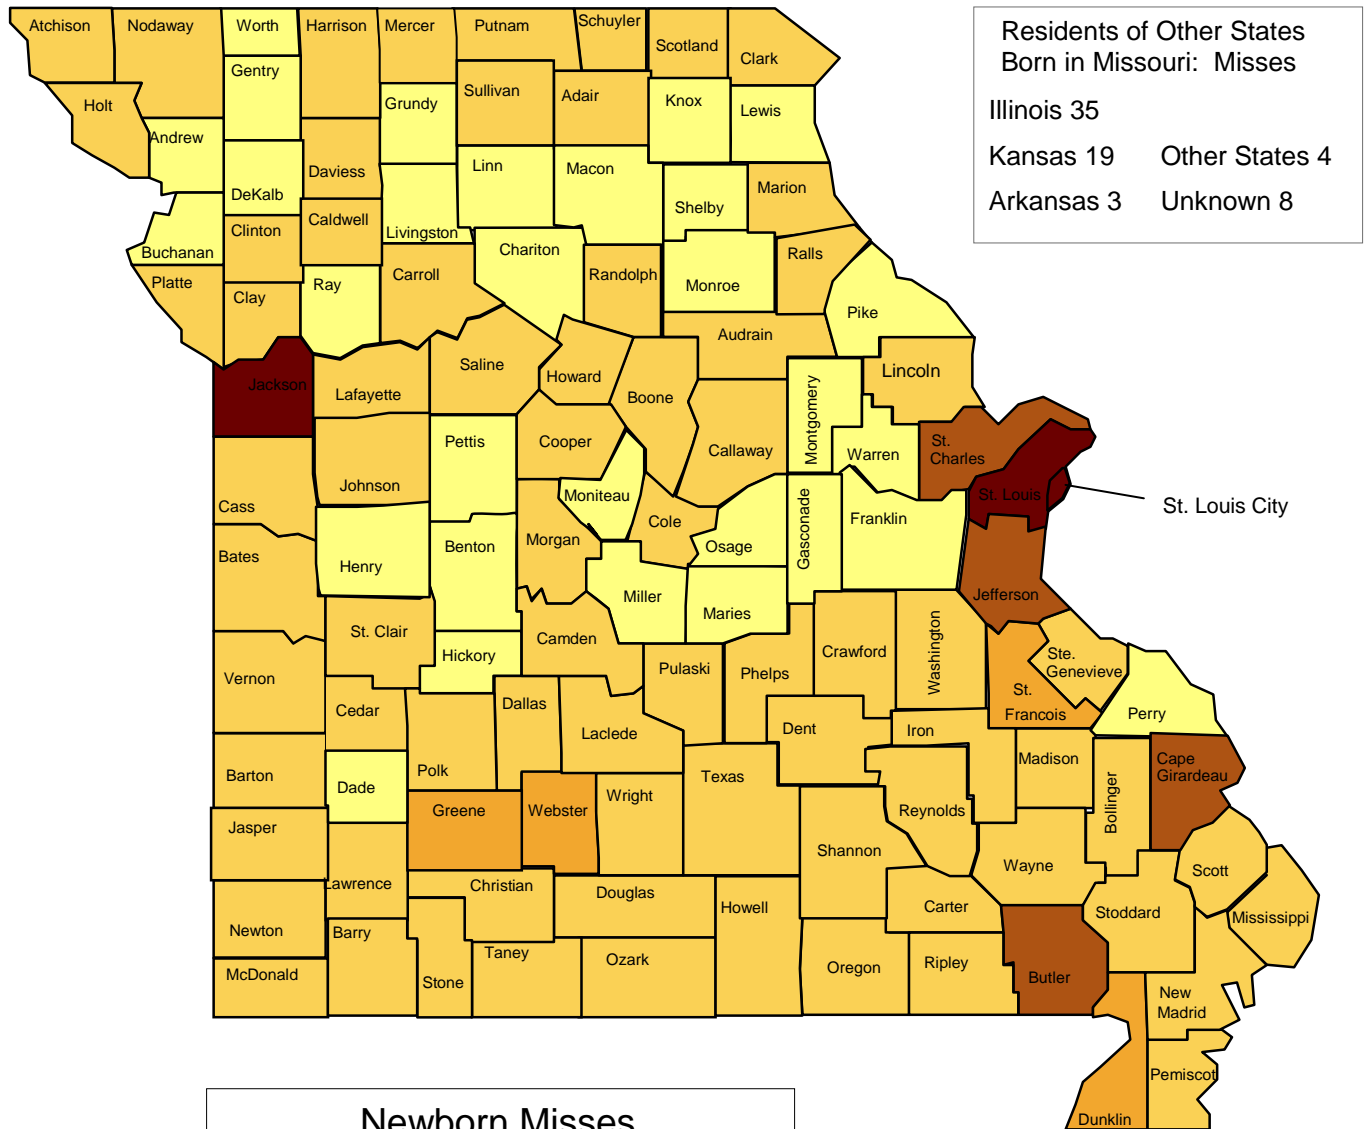 Atchison
Nodaway
Worth
Harrison
Mercer
Putnam
Schuyler
Scotland
Clark
Residents of Other States
Born in Missouri:  Misses
Illinois 35
Kansas 19
Other States 4
Arkansas 3
Unknown 8
Holt
Gentry
Grundy
Sullivan
Adair
Knox
Lewis
Andrew
DeKalb
Daviess
Linn
Macon
Shelby
Marion
Buchanan
Clinton
Caldwell
Livingston
Chariton
Randolph
Monroe
Ralls
Platte
Clay
Ray
Carroll
Pike
Audrain
Jackson
Lafayette
Saline
Howard
Boone
Callaway
Montgomery
Lincoln
Warren
St.
Charles
Cass
Johnson
Pettis
Cooper
Moniteau
Cole
Osage
Gasconade
Franklin
St. Louis
St. Louis City
Bates
Henry
Benton
Morgan
Miller
Maries
Jefferson
St. Clair
Hickory
Camden
Pulaski
Phelps
Crawford
Washington
St.
Francois
Ste.
Genevieve
Perry
Vernon
Cedar
Polk
Dallas
Laclede
Dent
Iron
Madison
Bollinger
Cape
Girardeau
Barton
Dade
Greene
Webster
Wright
Texas
Reynolds
Jasper
Lawrence
Christian
Douglas
Howell
Shannon
Carter
Wayne
Scott
Mississippi
Newton
Barry
Stone
Taney
Ozark
Oregon
Ripley
Butler
Stoddard
New
Madrid
McDonald
Pemiscot
Dunklin
Newborn Misses